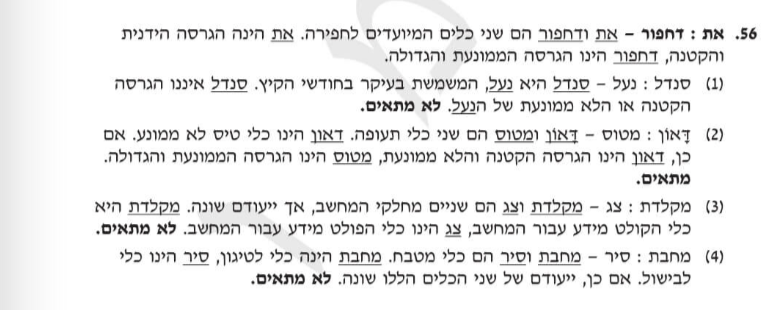 56. את : דחפור – את ודחפור הם שני כלים המיועדים לחפירה. את הינה הגרסה הידנית
והקטנה, דחפור הינו הגרסה הממונעת והגדולה.
(1) סנדל : נעל – סנדל היא נעל, המשמשת בעיקר בחודשי הקיץ. סנדל איננו הגרסה
הקטנה או הלא ממונעת של הנעל. לא מתאים.
(2) דָּאוֹן : מטוס – דָּאוֹן ומטוס הם שני כלי תעופה. דאון הינו כלי טיס לא ממונע. אם
כן, דאון הינו הגרסה הקטנה והלא ממונעת, מטוס הינו הגרסה הממונעת והגדולה.
מתאים.
(3) מקלדת : צג – מקלדת וצג הם שניים מחלקי המחשב, אך ייעודם שונה. מקלדת היא
כלי הקולט מידע עבור המחשב, צג הינו כלי הפולט מידע עבור המחשב. לא מתאים.
(4) מחבת : סיר – מחבת וסיר הם כלי מטבח. מחבת הינה כלי לטיגון, סיר הינו כלי
לבישול. אם כן, ייעודם של שני הכלים הללו שונה. לא מתאים.